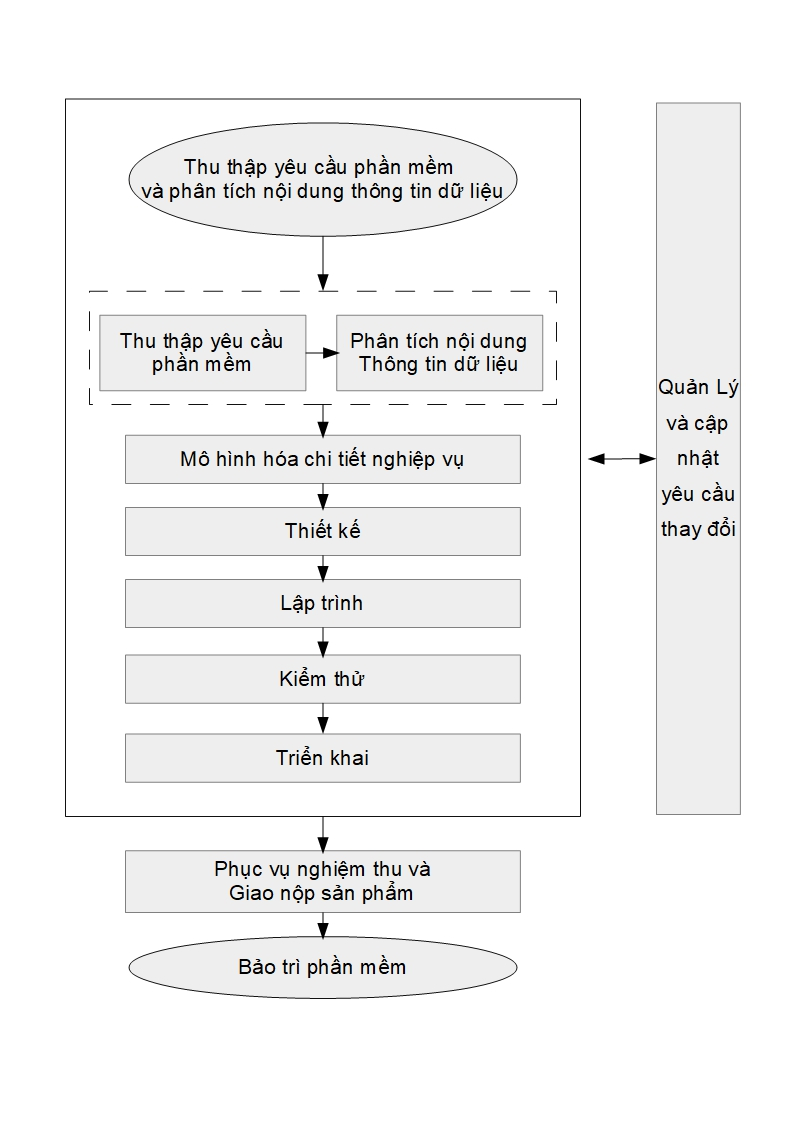 Thu thập yêu cầu phần mềm
và phân tích nội dung thông tin dữ liệu
Thu thập yêu cầu
phần mềm
Phân tích nội dung
Thông tin dữ liệu
Mô hình hóa chi tiết nghiệp vụ
Thiết kế
Lập trình
Kiểm thử
Triển khai
Phục vụ nghiệm thu và
Giao nộp sản phẩm
Bảo trì phần mềm
Quản Lý
và cập
nhật
yêu cầu
thay đổi